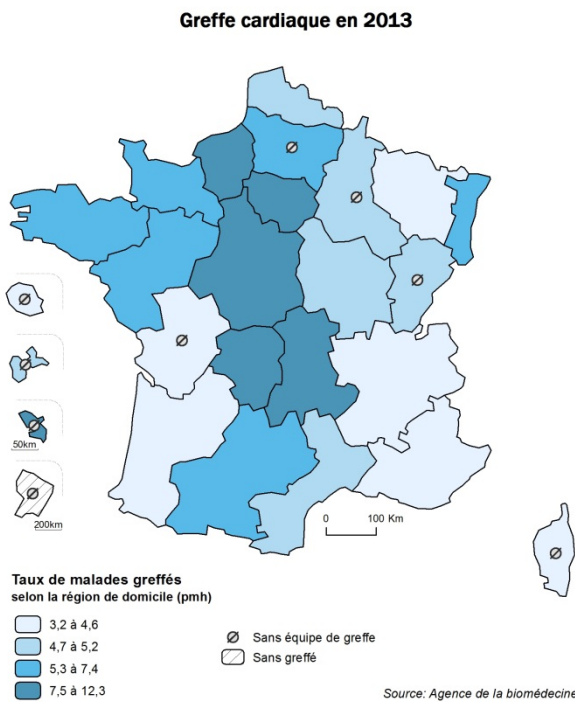 Greffe cardiaque en 2013
50km
200km
0 100 Km
Taux de malades greffés
selon la région de domicile (pmh)
3,2 à 4,6
4,7 à 5,2
5,3 à 7,4
7,5 à 12,3
Sans équipe de greffe
Sans greffé
Source: Agence de la biomédecine